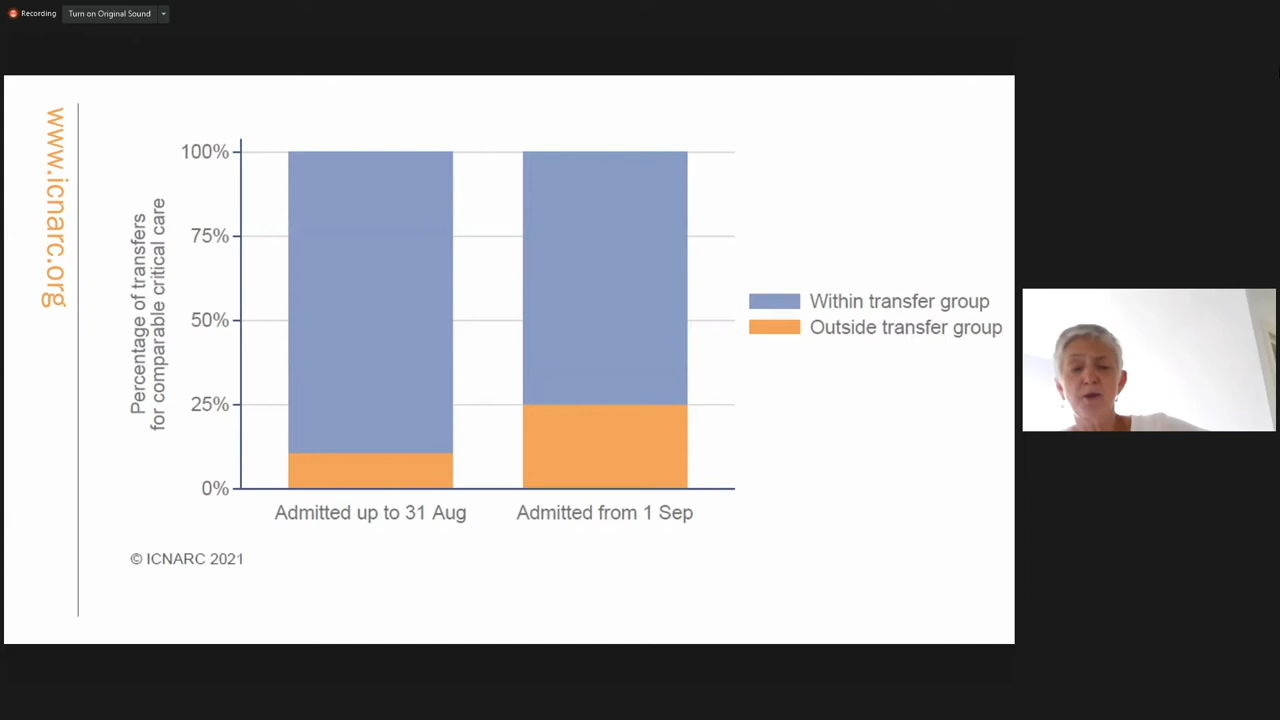 Recording
Turn on Original Sound
www.icnarc.org
Percentage of transfers
for comparable critical care
100%
75%
50%
25%
0%
Admitted up to 31 Aug
Admitted from 1 Sep
Within transfer group
Outside transfer group
© ICNARC 2021